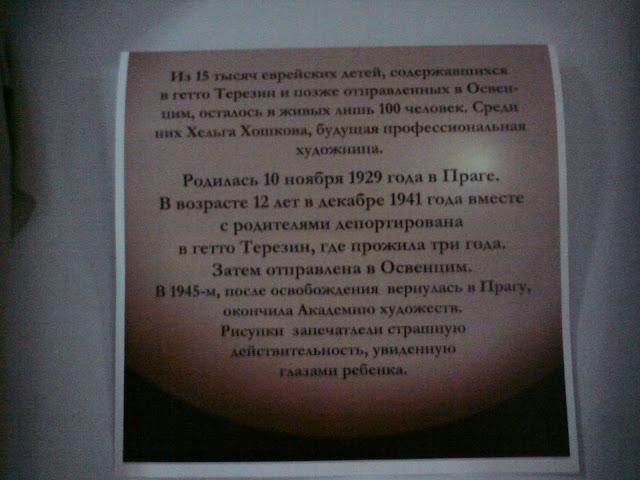 Из 15 тысяч еврейских детей, содержавшихся
в гетто Терезин и позже отправленных в Освен-
цим, осталось в живых лишь 100 человек. Среди
них Хельга Хошкова, будущая профессиональная
художница.
Родилась 10 ноября 1929 года в Праге.
В возрасте 12 лет в декабре 1941 года вместе
с родителями депортирована
в гетто Терезин, где прожила три года.
Затем отправлена в Освенцим.
В 1945-м, после освобождения вернулась в Прагу,
окончила Академию художеств.
Рисунки запечатлели страшную
действительность, увиденную
глазами ребенка.